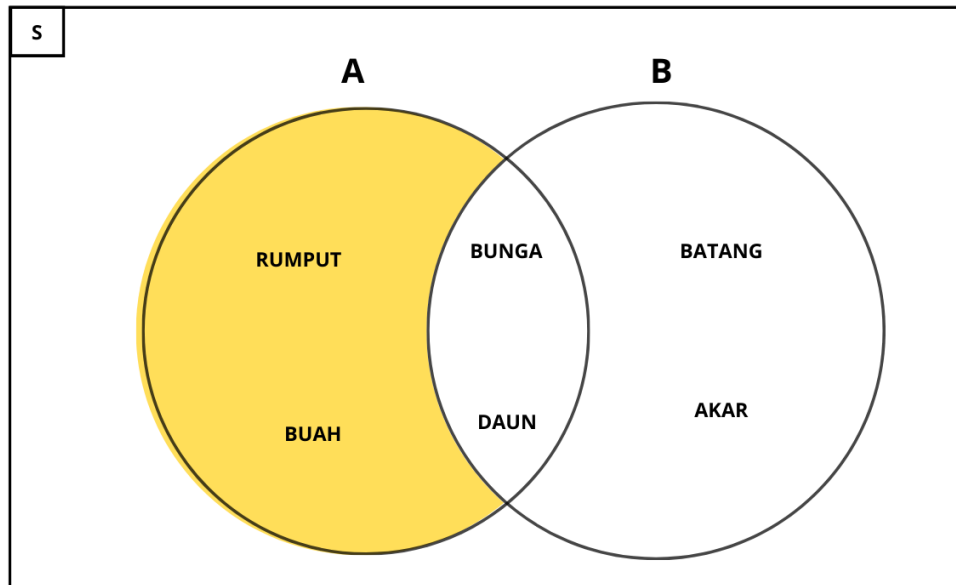 S
A
B
RUMPUT
BUNGA
BATANG
BUAH
DAUN
AKAR